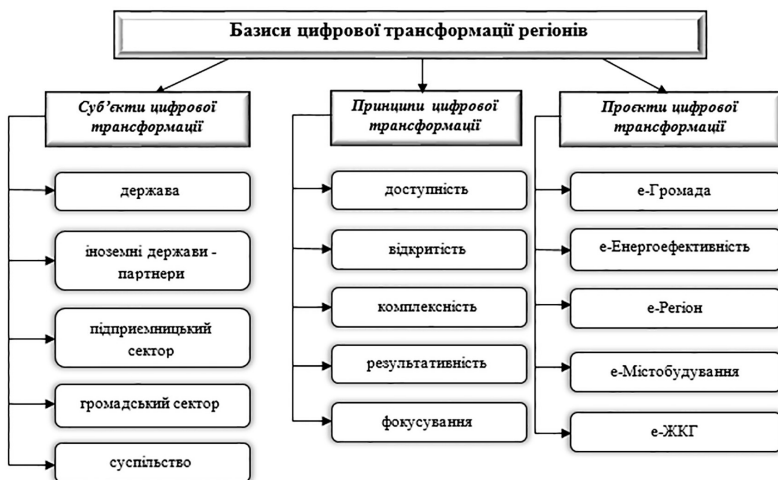 Базиси цифрової трансформації регіонів
Суб’єкти цифрової
трансформації
держава
іноземні держави -
партнери
підприємницький
сектор
громадський сектор
суспільство
Принципи цифрової
трансформації
доступність
відкритість
комплексність
результативність
фокусування
Проєкти цифрової
трансформації
е-Громада
е-Енергоефективність
е-Регіон
е-Містобудування
е-ЖКГ